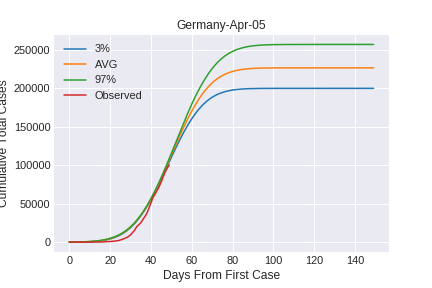 Germany-Apr-05
3%
AVG
97%
Observed
250000
200000
150000
100000
50000
0
Cumulative Total Cases
0 20 40 60 80 100 120 140
Days From First Case